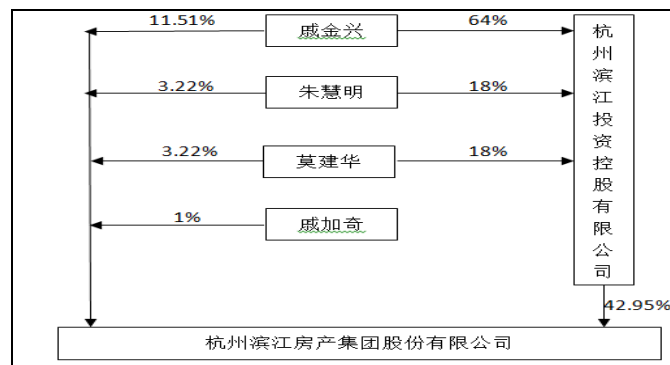 11.51% 戚金兴 64%
3.22% 朱慧明 18%
3.22% 莫建华 18%
1% 戚加奇
杭州滨江投资控股有限公司
42.95%
杭州滨江房产集团股份有限公司